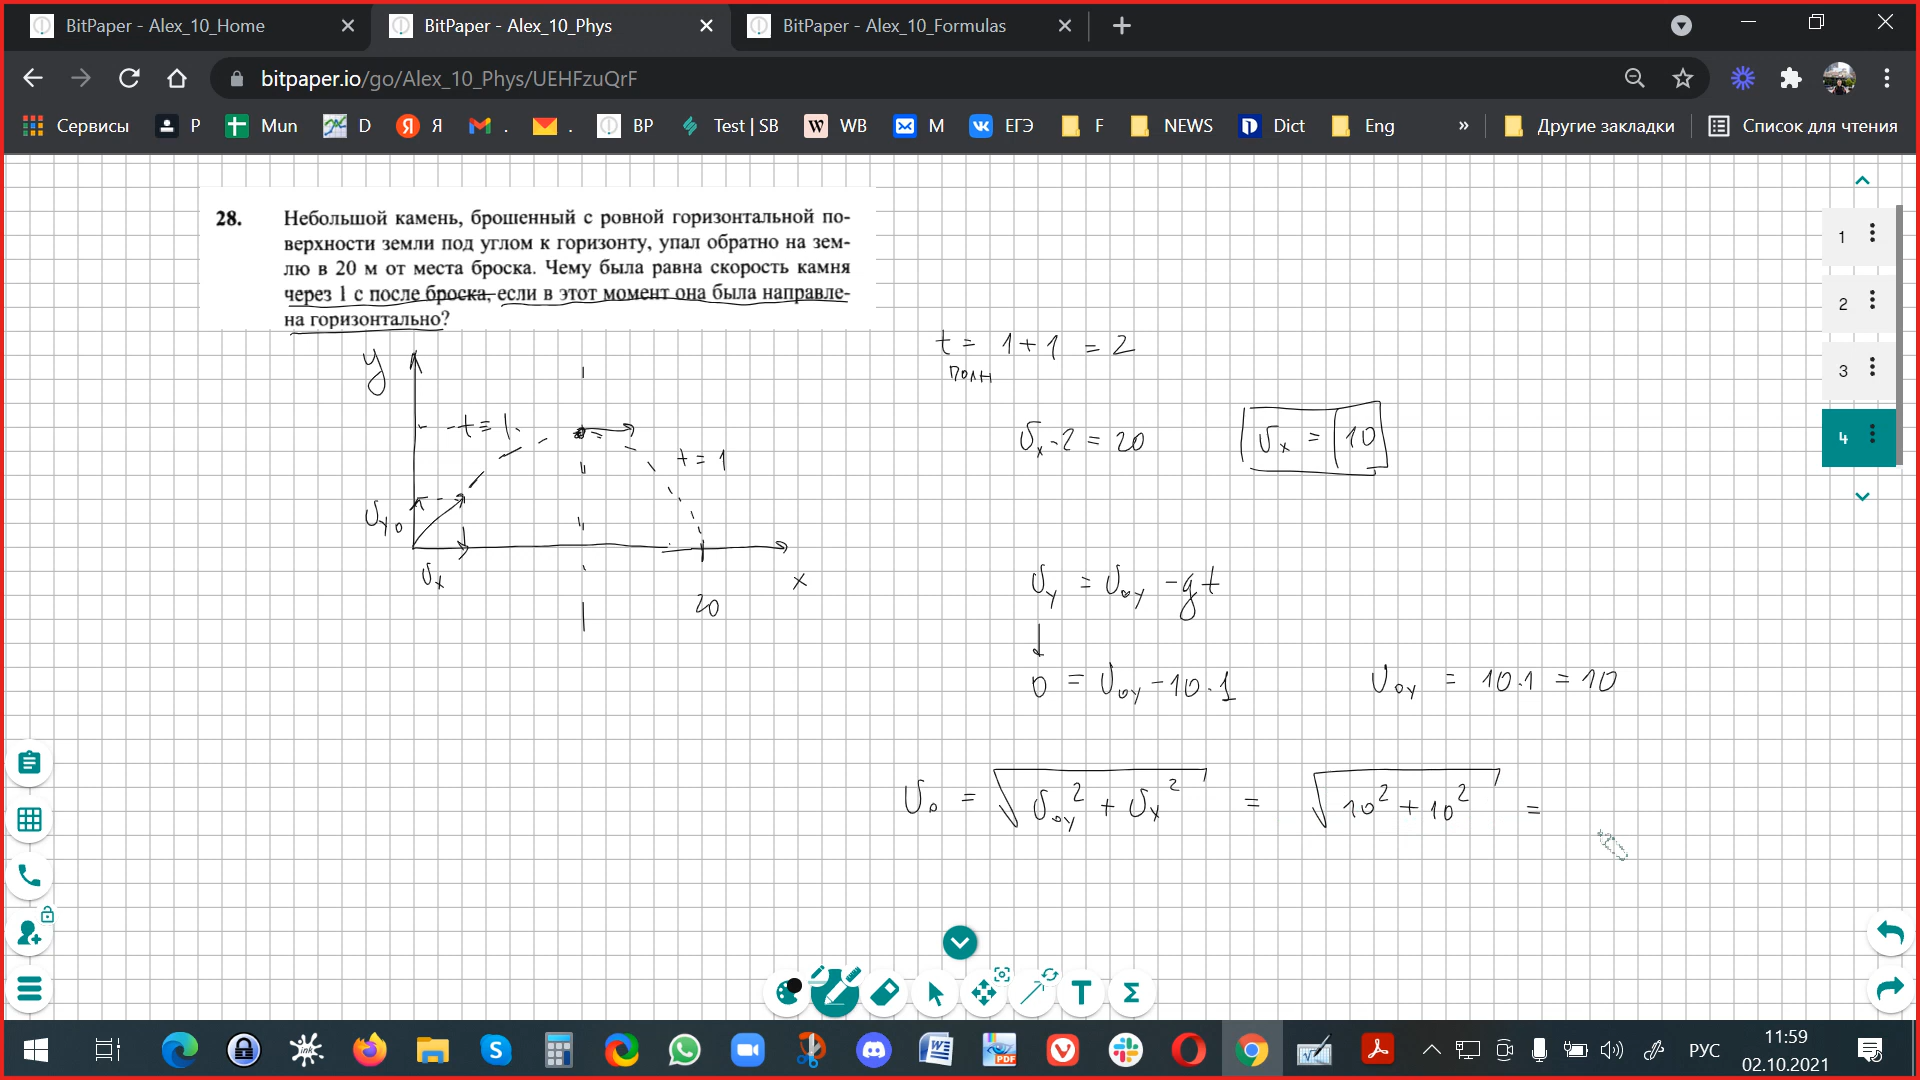 BitPaper - Alex_10_Home
BitPaper - Alex_10_Phys
BitPaper - Alex_10_Formulas
bitpaper.io/go/Alex_10_Phys/UEHFzuQrF
Сервисы P Mun D Я . . BP Test | SB WB M ЕГЭ F NEWS Dict Eng » Другие закладки Список для чтения
28. Небольшой камень, брошенный с ровной горизонтальной по-
верхности земли под углом к горизонту, упал обратно на зем-
лю в 20 м от места броска. Чему была равна скорость камня
через 1 с после броска, если в этот момент она была направле-
на горизонтально?
1
2
3
4
y
t = 1
t = 1
υy0
υx
20
x
t полн = 1 + 1 = 2
υx · 2 = 20
υx = 10
υy = υ0y - gt
0 = υ0y - 10 · 1
υ0y = 10 · 1 = 10
υ0 = √(υ0y² + υx²) = √(10² + 10²) =
T Σ
РУС
11:59
02.10.2021